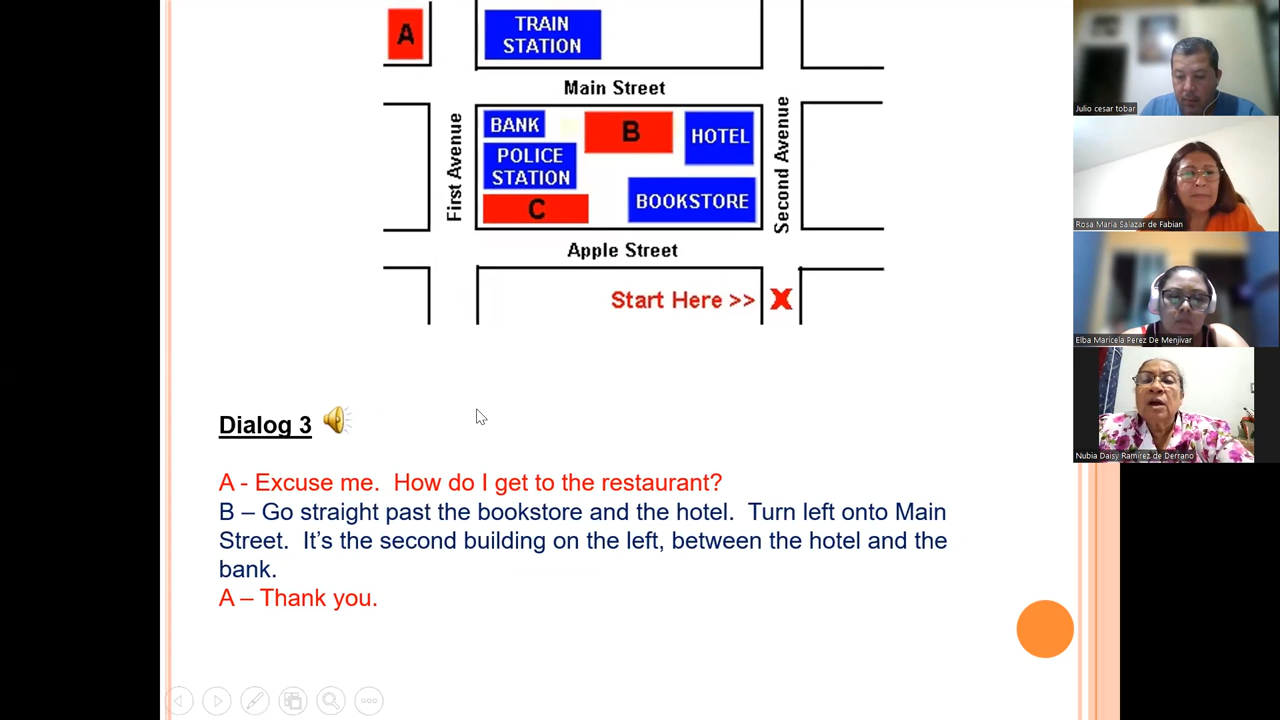 A
TRAIN
STATION
Main Street
BANK
B
HOTEL
POLICE
STATION
C
BOOKSTORE
First Avenue
Second Avenue
Apple Street
Start Here >> X
Dialog 3
A - Excuse me.  How do I get to the restaurant?
B – Go straight past the bookstore and the hotel.  Turn left onto Main
Street.  It’s the second building on the left, between the hotel and the
bank.
A – Thank you.
Julio cesar tobar
Rosa Maria Salazar de Fabian
Elba Maricela Perez De Menjivar
Nubia Daisy Ramirez de Derrano